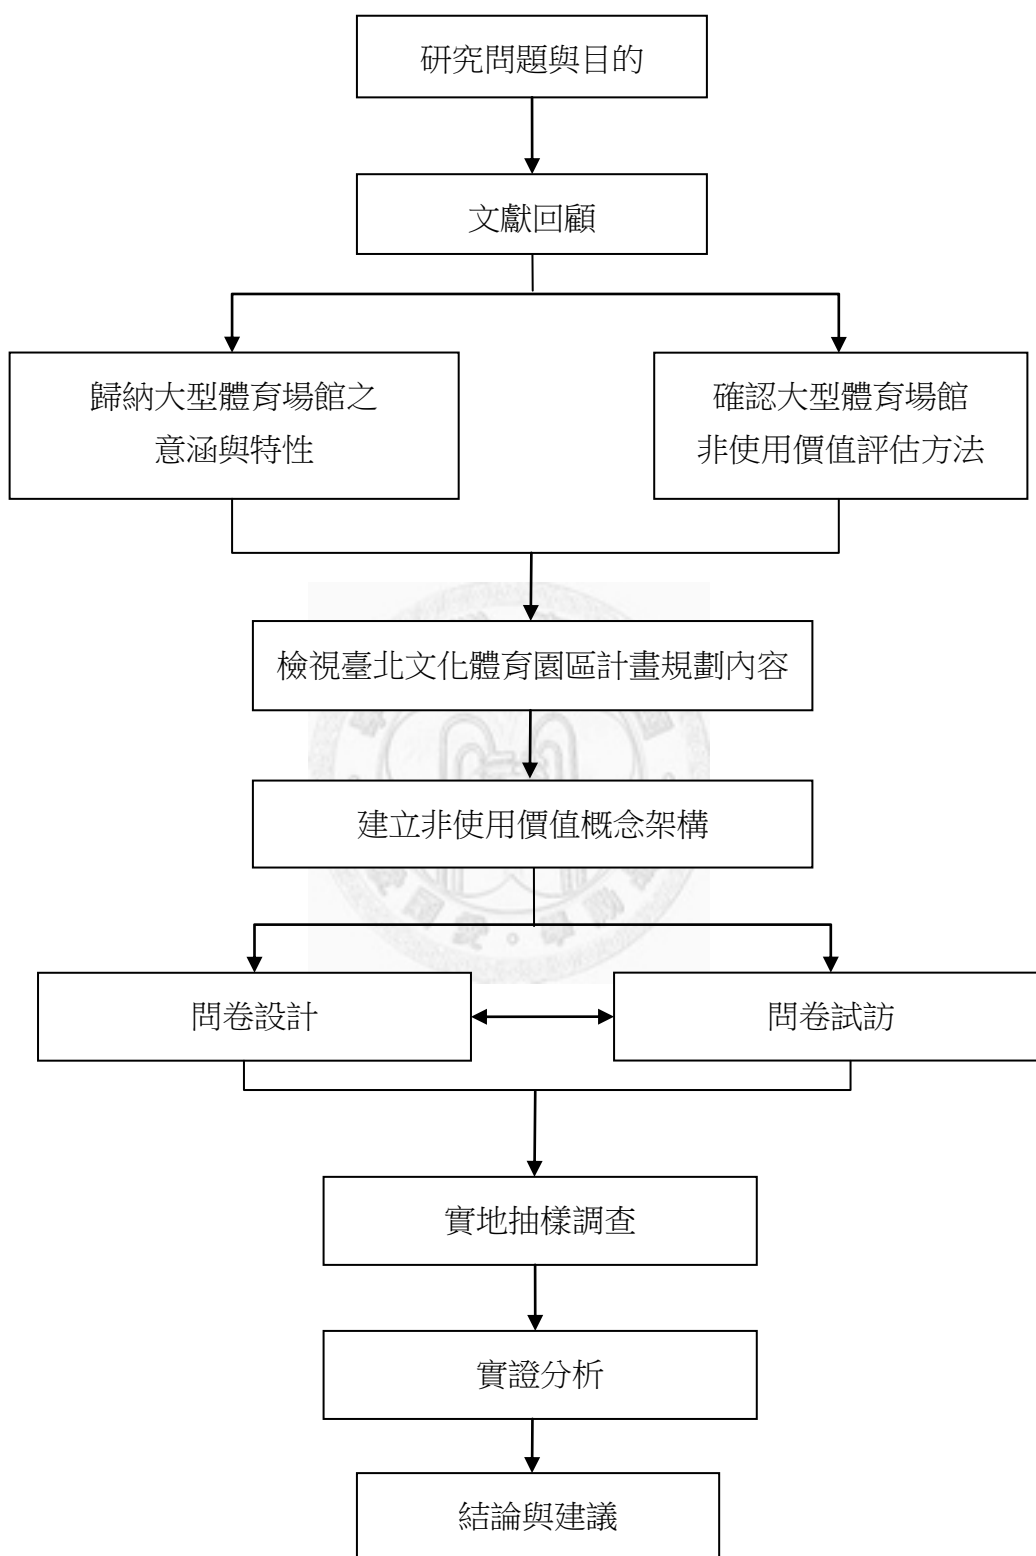 研究問題與目的
文獻回顧
歸納大型體育場館之
意涵與特性
確認大型體育場館
非使用價值評估方法
檢視臺北文化體育園區計畫規劃內容
建立非使用價值概念架構
問卷設計
問卷試訪
實地抽樣調查
實證分析
結論與建議